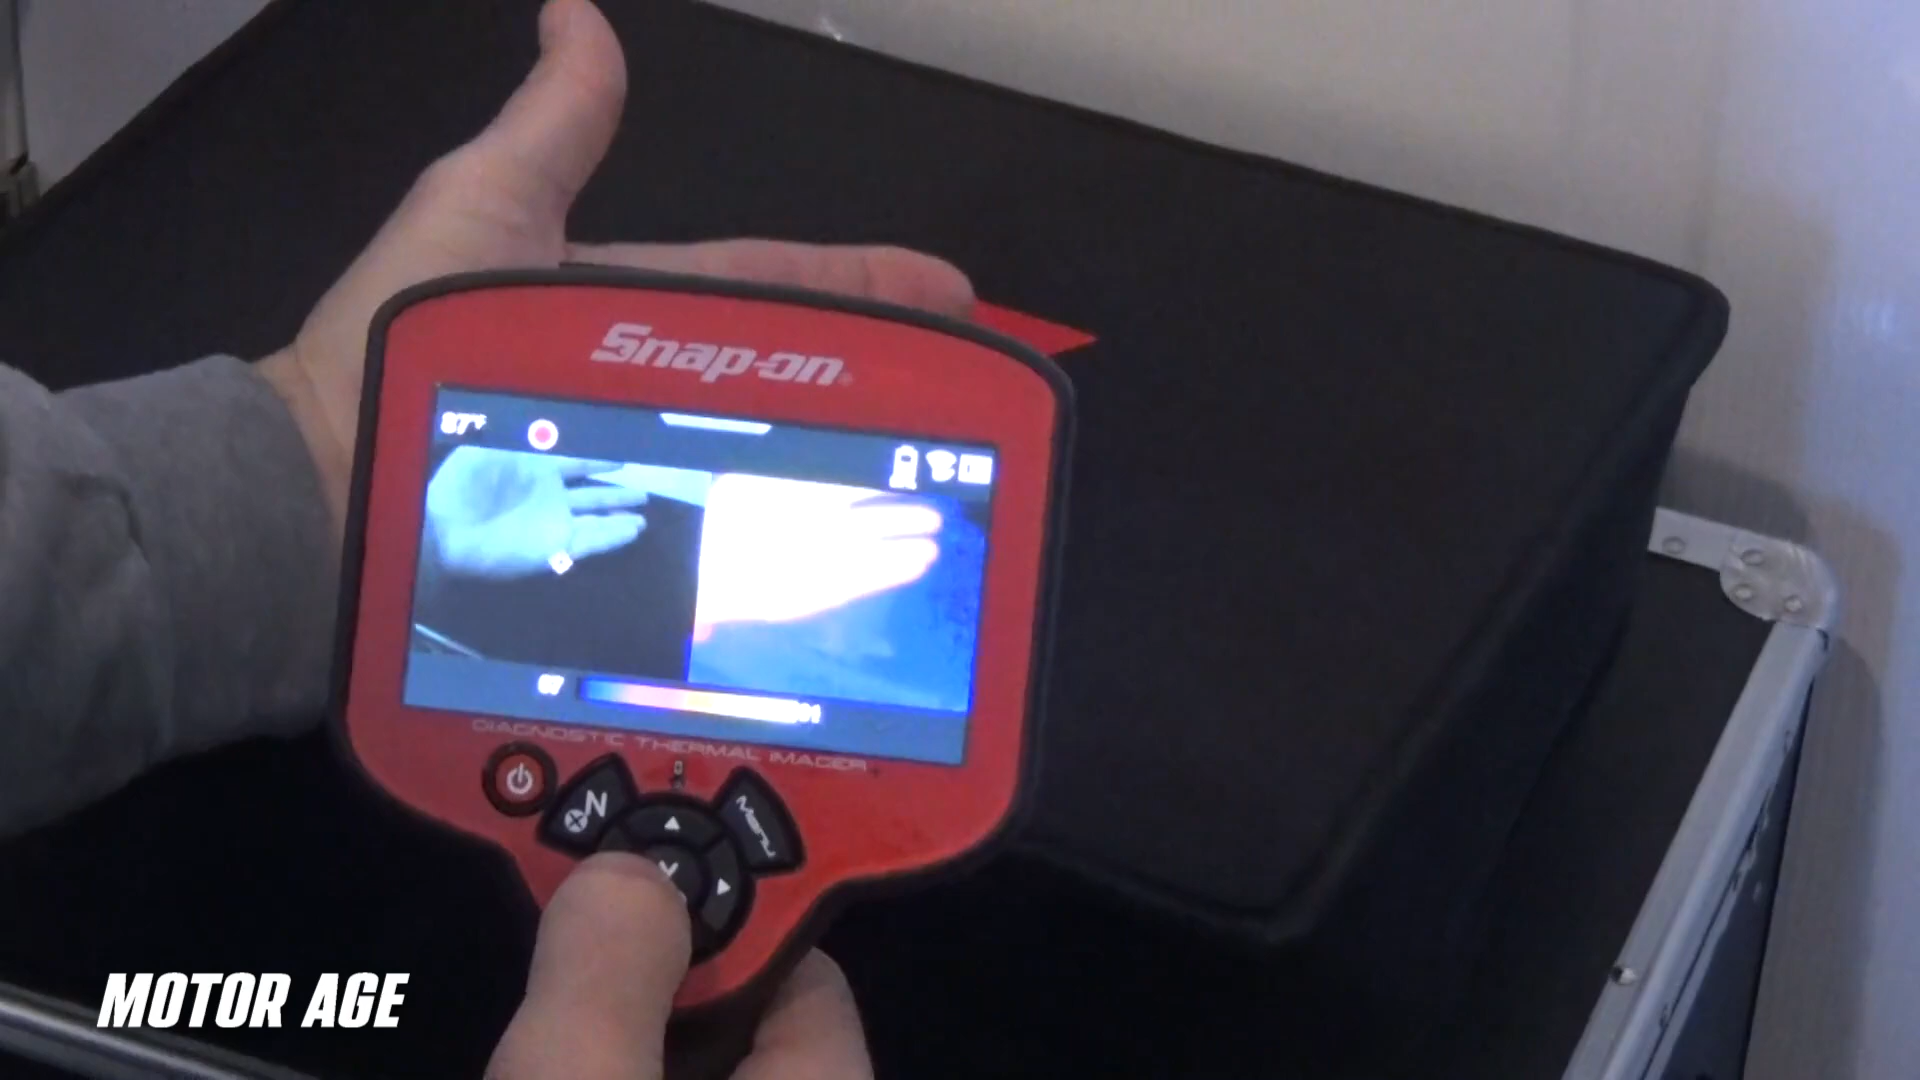 Snap-on
87°F
DIAGNOSTIC THERMAL IMAGER
N
Menu
MOTOR AGE